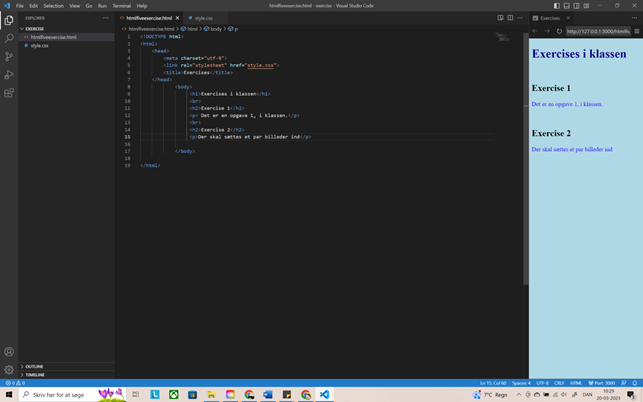 File Edit Selection View Go Run Terminal Help
htmlfiveexercise.html - exercise - Visual Studio Code
EXPLORER
EXERCISE
htmlfiveexercise.html
style.css
OUTLINE
TIMELINE
htmlfiveexercise.html style.css
htmlfiveexercise.html > html > body > p
1 <!DOCTYPE html>
2 <html>
3 <head>
4 <meta charset="utf-8">
5 <link rel="stylesheet" href="style.css">
6 <title>Exercises</title>
7 </head>
8 <body>
9 <h1>Exercises i klassen</h1>
10 <br>
11 <h2>Exercise 1</h2>
12 <p> Det er en opgave 1, i klassen.</p>
13 <br>
14 <h2>Exercise 2</h2>
15 <p>Der skal sættes et par billeder ind</p>
16
17 </body>
18
19 </html>
Exercises
http://127.0.0.1:3000/htmlfiv
Exercises i klassen
Exercise 1
Det er en opgave 1, i klassen.
Exercise 2
Der skal sættes et par billeder ind
0 0
Ln 15, Col 60 Spaces: 4 UTF-8 CRLF HTML Port: 3000
Skriv her for at søge
7°C Regn
DAN
10:29
20-03-2023